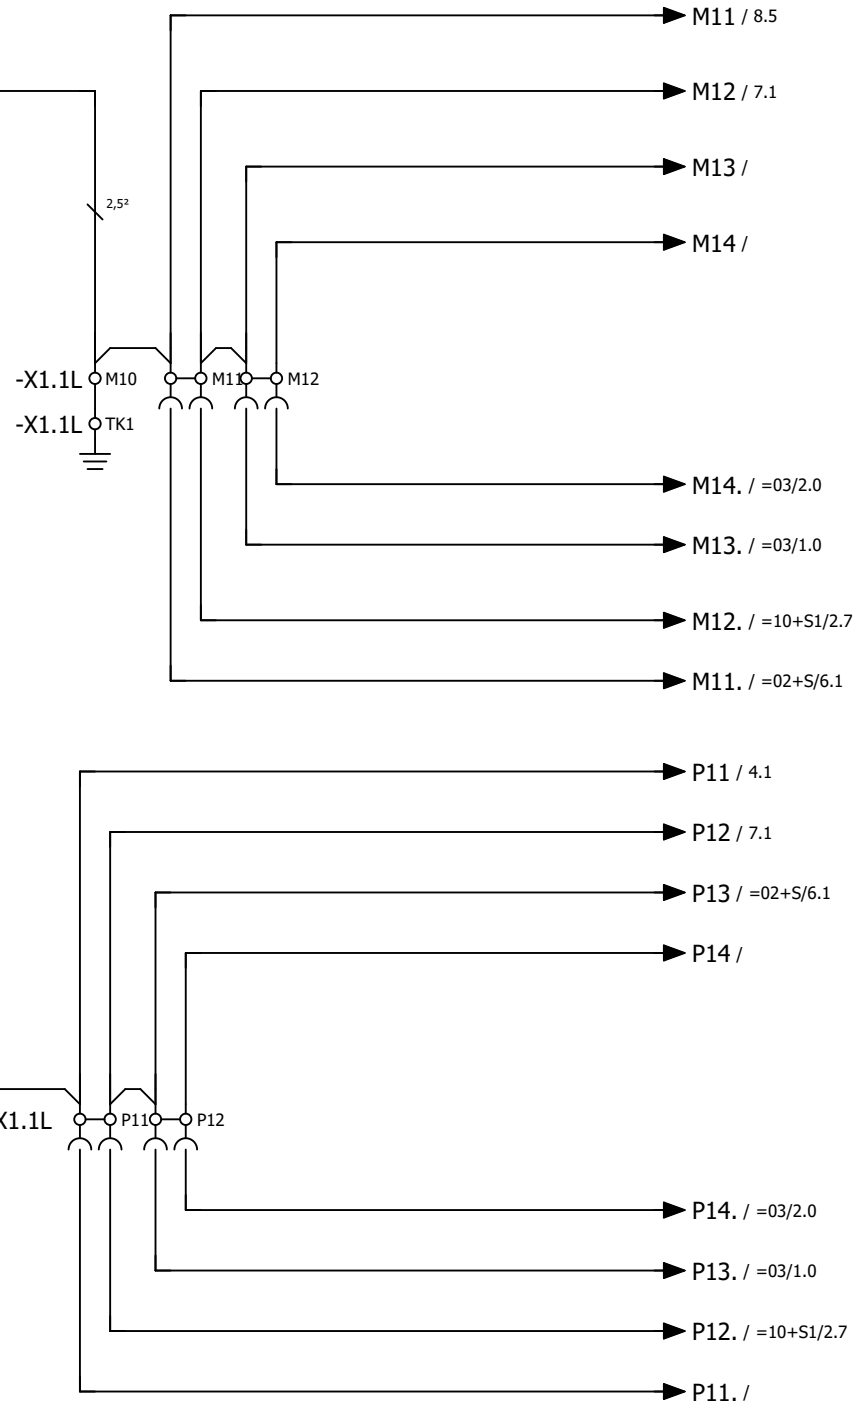 M11 / 8.5
M12 / 7.1
M13 /
2,5²
M14 /
-X1.1L M10 M11 M12
-X1.1L TK1
M14. / =03/2.0
M13. / =03/1.0
M12. / =10+S1/2.7
M11. / =02+S/6.1
P11 / 4.1
P12 / 7.1
P13 / =02+S/6.1
P14 /
X1.1L P11 P12
P14. / =03/2.0
P13. / =03/1.0
P12. / =10+S1/2.7
P11. /